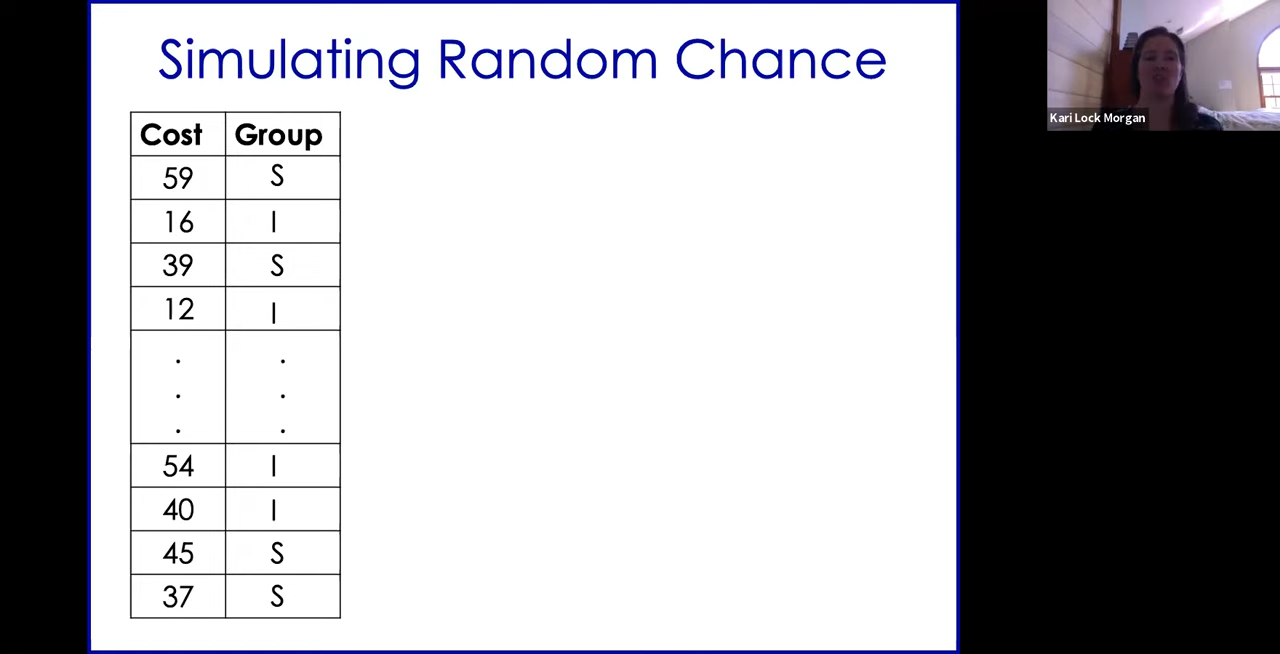 Simulating Random Chance
Kari Lock Morgan
Cost Group
59 S
16 I
39 S
12 I
. .
. .
. .
54 I
40 I
45 S
37 S